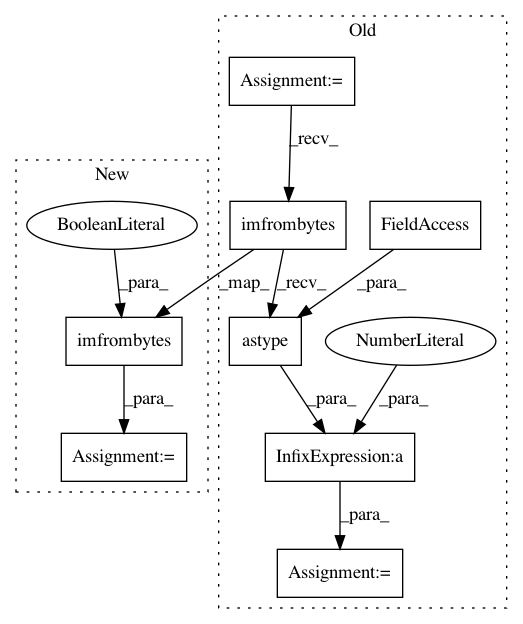 Old
Assignment:=
New
_recv_
BooleanLiteral
imfrombytes
FieldAccess
_para_
_map_
_recv_
_para_
imfrombytes
astype
NumberLiteral
_para_
_para_
_para_
Assignment:=
InfixExpression:a
_para_
Assignment:=